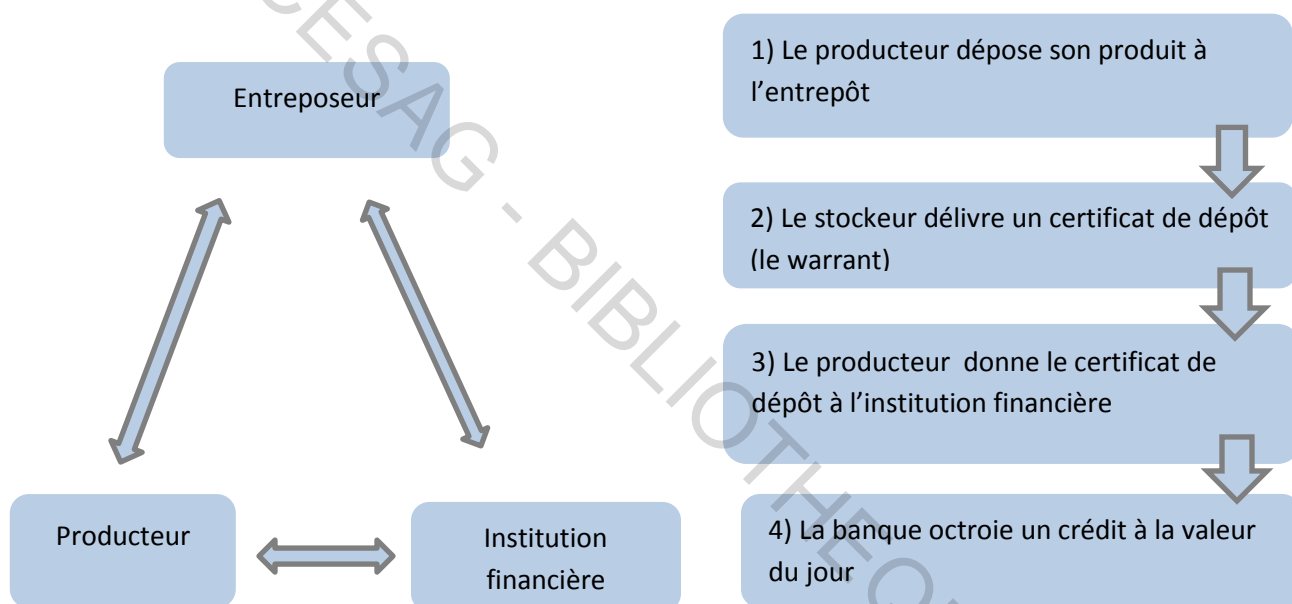 Entreposeur
Producteur
Institution
financière
1) Le producteur dépose son produit à
l’entrepôt
2) Le stockeur délivre un certificat de dépôt
(le warrant)
3) Le producteur  donne le certificat de
dépôt à l’institution financière
4) La banque octroie un crédit à la valeur
du jour
CESAG - BIBLIOTHEQU